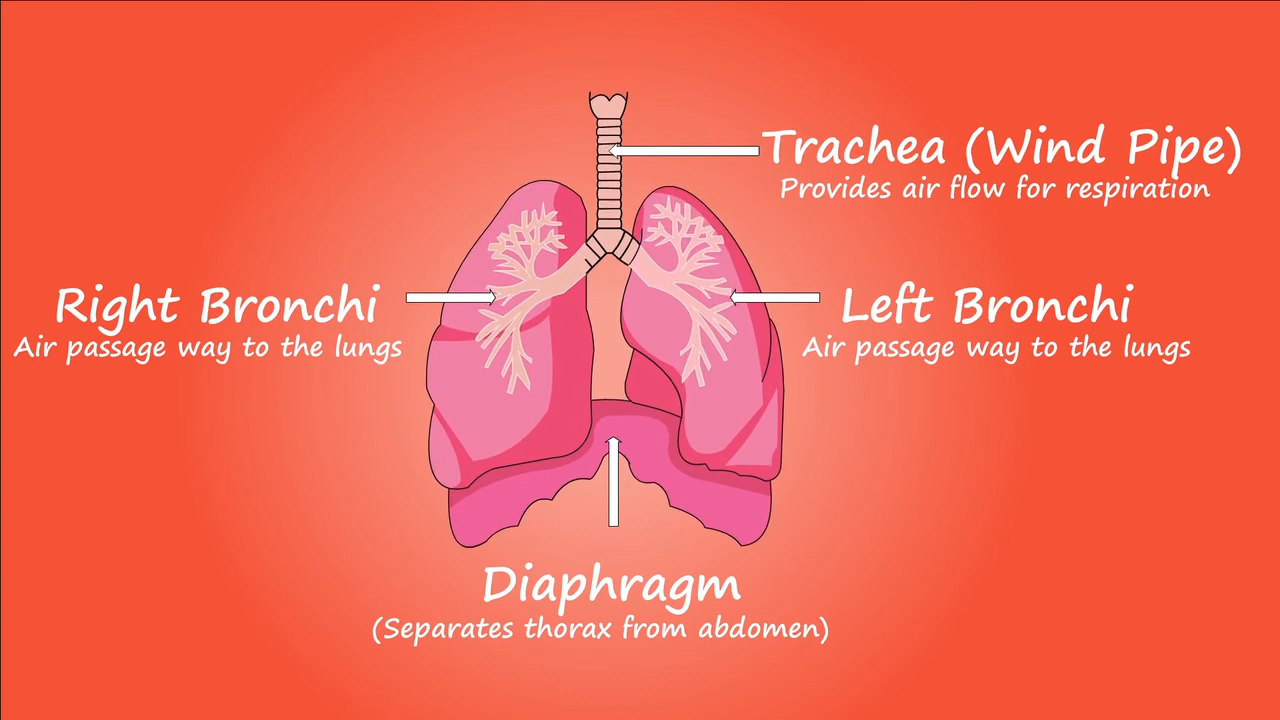 Trachea (Wind Pipe)
Provides air flow for respiration
Right Bronchi
Air passage way to the lungs
Left Bronchi
Air passage way to the lungs
Diaphragm
(Separates thorax from abdomen)